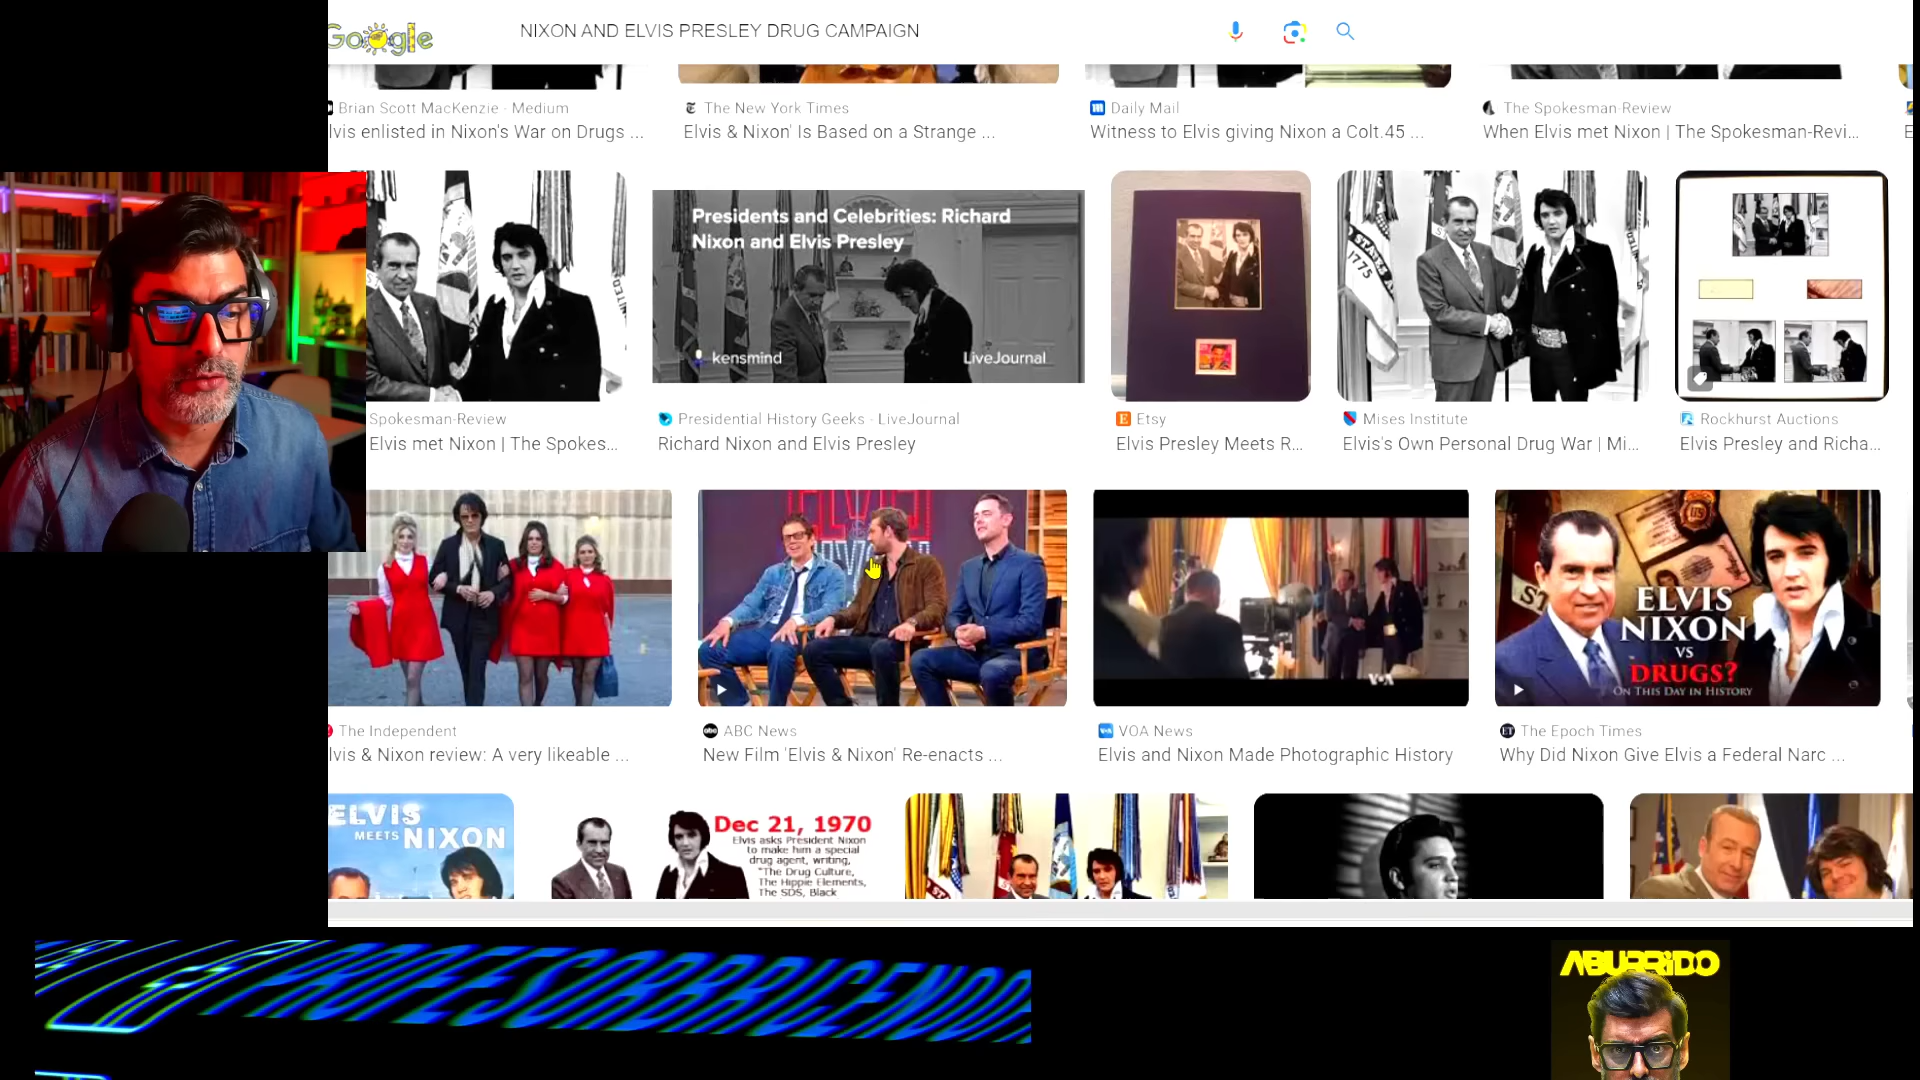 Google
NIXON AND ELVIS PRESLEY DRUG CAMPAIGN
Brian Scott MacKenzie · Medium
lvis enlisted in Nixon's War on Drugs ...
The New York Times
Elvis & Nixon' Is Based on a Strange ...
Daily Mail
Witness to Elvis giving Nixon a Colt.45 ...
The Spokesman-Review
When Elvis met Nixon | The Spokesman-Revi...
Presidents and Celebrities: Richard
Nixon and Elvis Presley
kensmind
LiveJournal
1775
Spokesman-Review
Elvis met Nixon | The Spokes...
Presidential History Geeks · LiveJournal
Richard Nixon and Elvis Presley
Etsy
Elvis Presley Meets R...
Mises Institute
Elvis's Own Personal Drug War | Mi...
Rockhurst Auctions
Elvis Presley and Richa...
VOA
ELVIS
NIXON
VS
DRUGS?
ON THIS DAY IN HISTORY
The Independent
lvis & Nixon review: A very likeable ...
abc
ABC News
New Film 'Elvis & Nixon' Re-enacts ...
VOA News
Elvis and Nixon Made Photographic History
ET
The Epoch Times
Why Did Nixon Give Elvis a Federal Narc ...
ELVIS
MEETS NIXON
Dec 21, 1970
Elvis asks President Nixon
to make him a special
drug agent, writing,
"The Drug Culture,
The Hippie Elements,
The SDS, Black
ABURRIDO